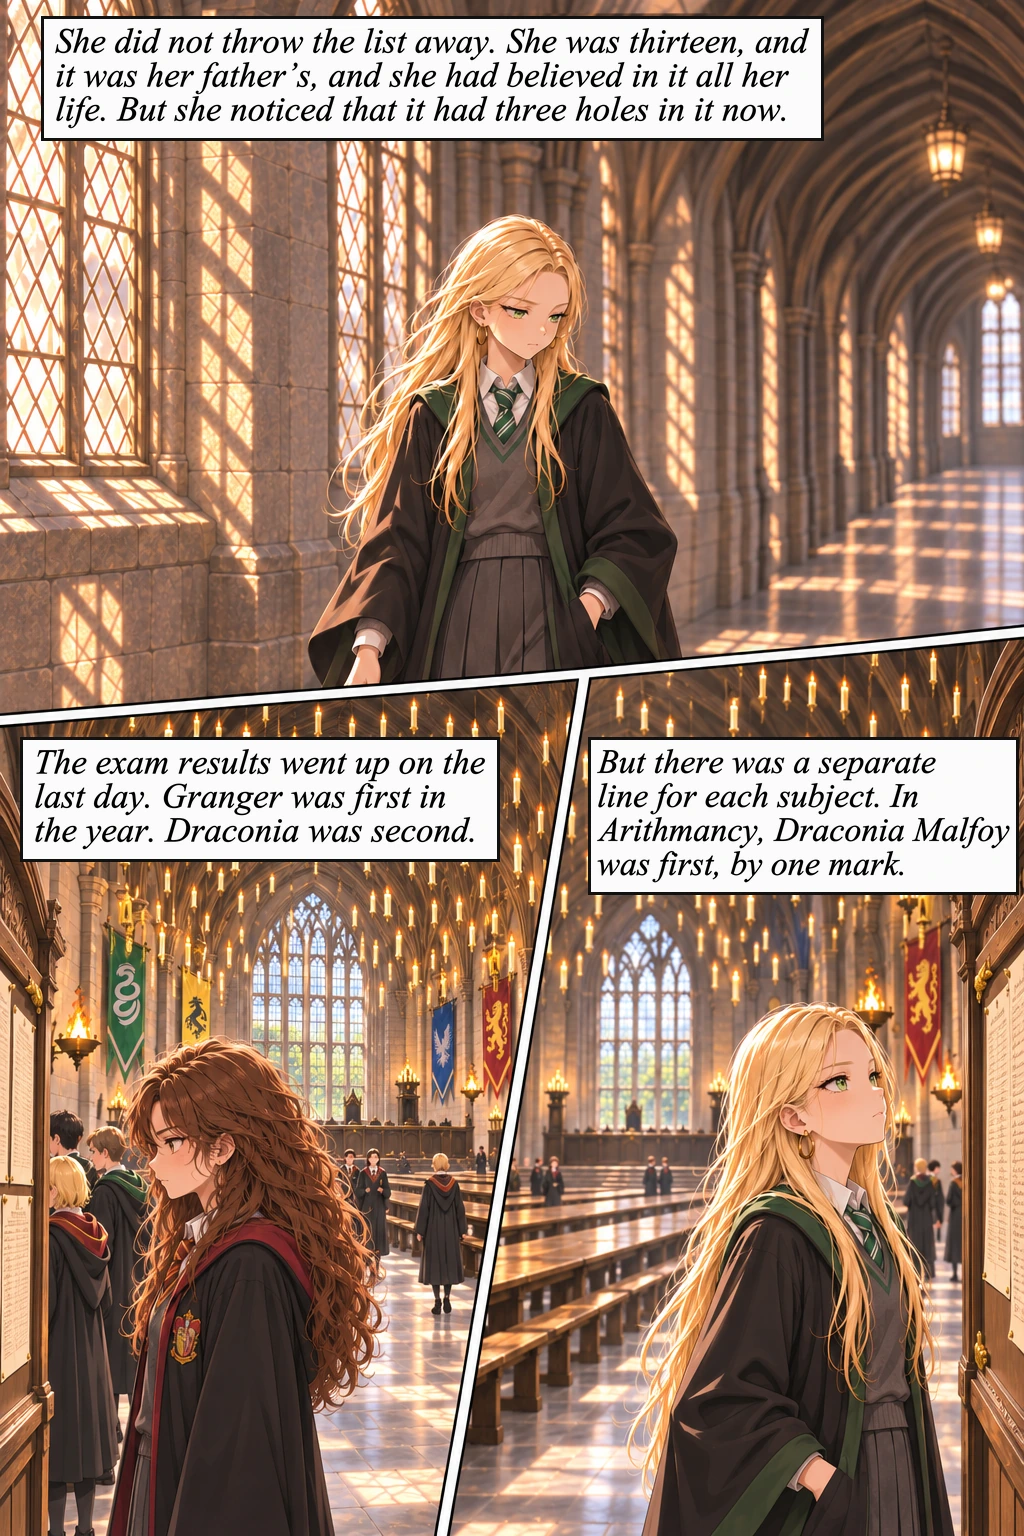 She did not throw the list away. She was thirteen, and
it was her father's, and she had believed in it all her
life. But she noticed that it had three holes in it now.
The exam results went up on the
last day. Granger was first in
the year. Draconia was second.
But there was a separate
line for each subject. In
Arithmancy, Draconia Malfoy
was first, by one mark.